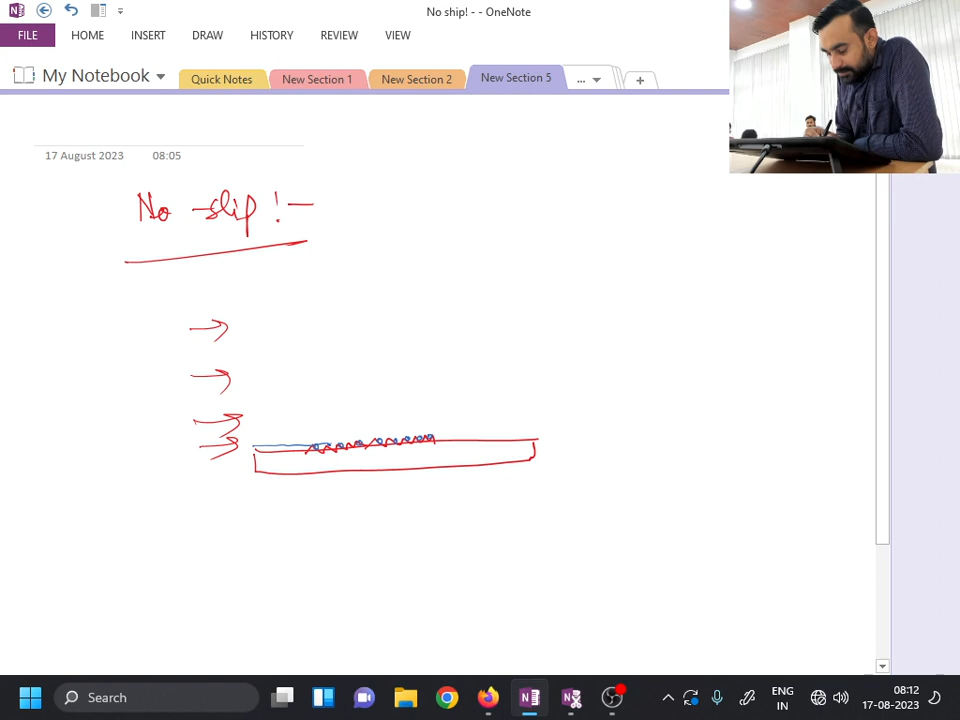 No ship! - - OneNote
FILE HOME INSERT DRAW HISTORY REVIEW VIEW
My Notebook Quick Notes New Section 1 New Section 2 New Section 5 ... +
17 August 2023 08:05
No -slip !-
Search
ENG
IN
08:12
17-08-2023